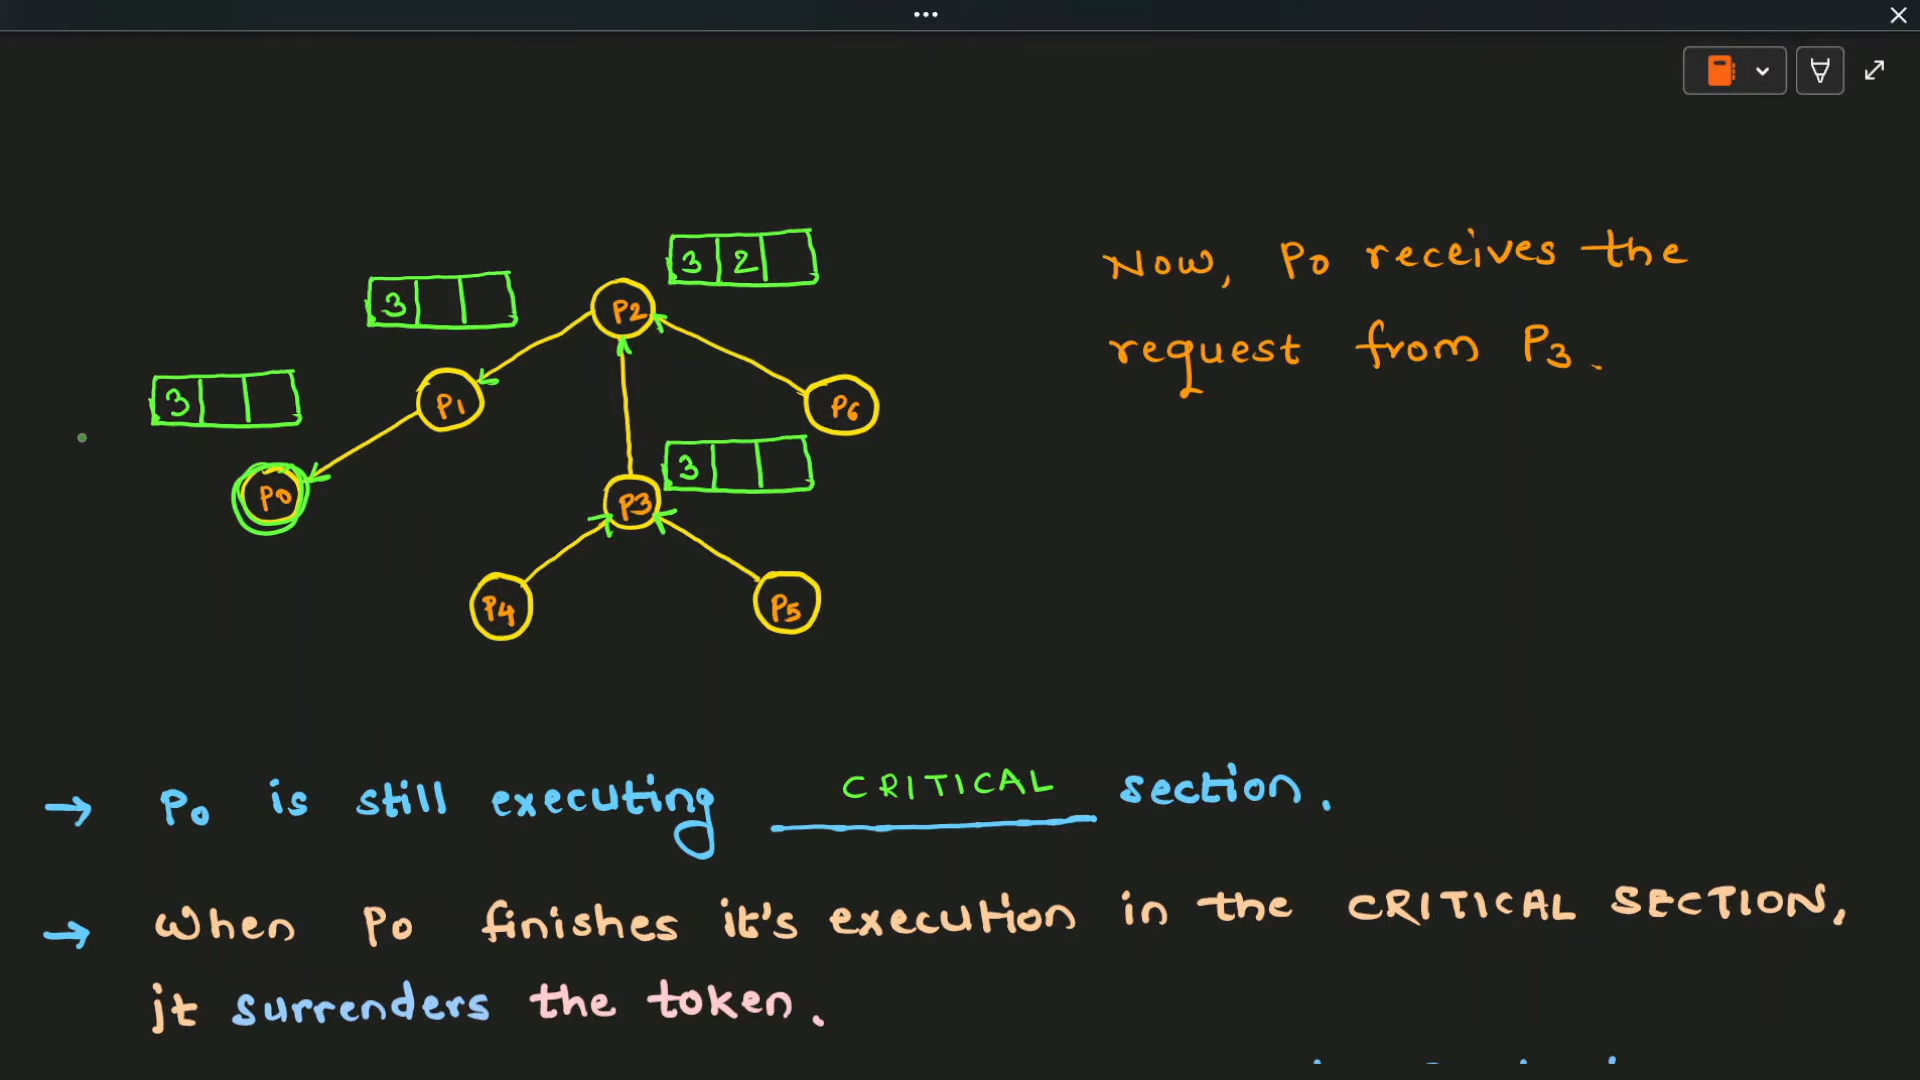 3 2
P2
3
Now, Po receives the
request from P3.
3
P1
P6
Po
3
P3
P4
P5
→ Po is still executing CRITICAL section.
→ When Po finishes it's execution in the CRITICAL SECTION,
it surrenders the token.